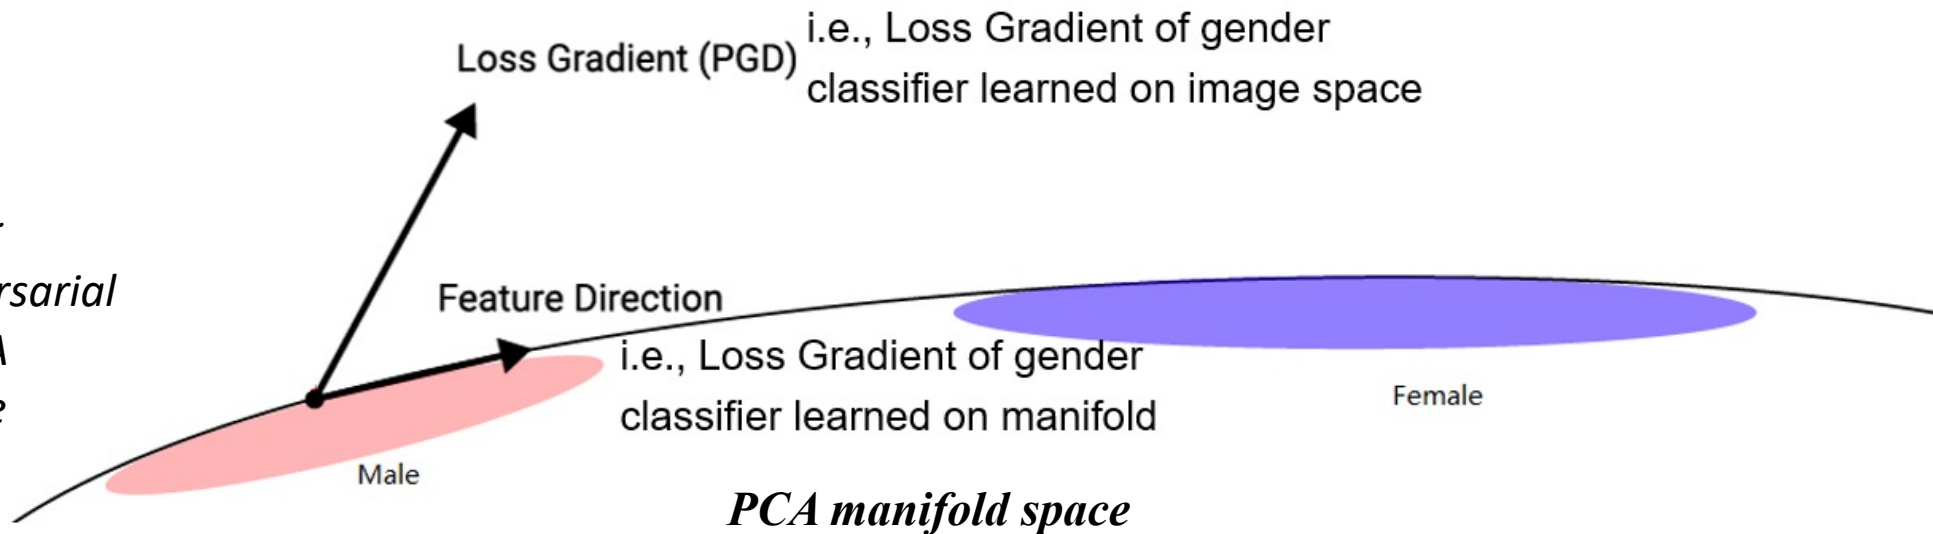 Loss Gradient (PGD)
i.e., Loss Gradient of gender
classifier learned on image space
rsarial
Feature Direction
i.e., Loss Gradient of gender
classifier learned on manifold
Female
Male
PCA manifold space